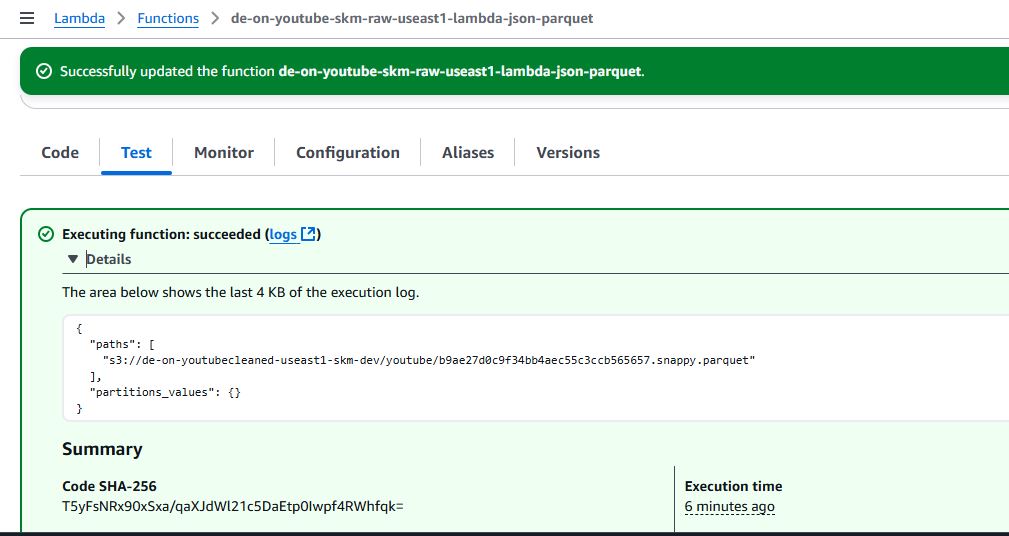 Lambda > Functions > de-on-youtube-skm-raw-useast1-lambda-json-parquet
Successfully updated the function de-on-youtube-skm-raw-useast1-lambda-json-parquet.
Code Test Monitor Configuration Aliases Versions
Executing function: succeeded (logs)
Details
The area below shows the last 4 KB of the execution log.
{
"paths": [
"s3://de-on-youtubecleaned-useast1-skm-dev/youtube/b9ae27d0c9f34bb4aec55c3ccb565657.snappy.parquet"
],
"partitions_values": {}
}
Summary
Code SHA-256
T5yFsNRx90xSxa/qaXJdWl21c5DaEtp0Iwpf4RWhfqk=
Execution time
6 minutes ago